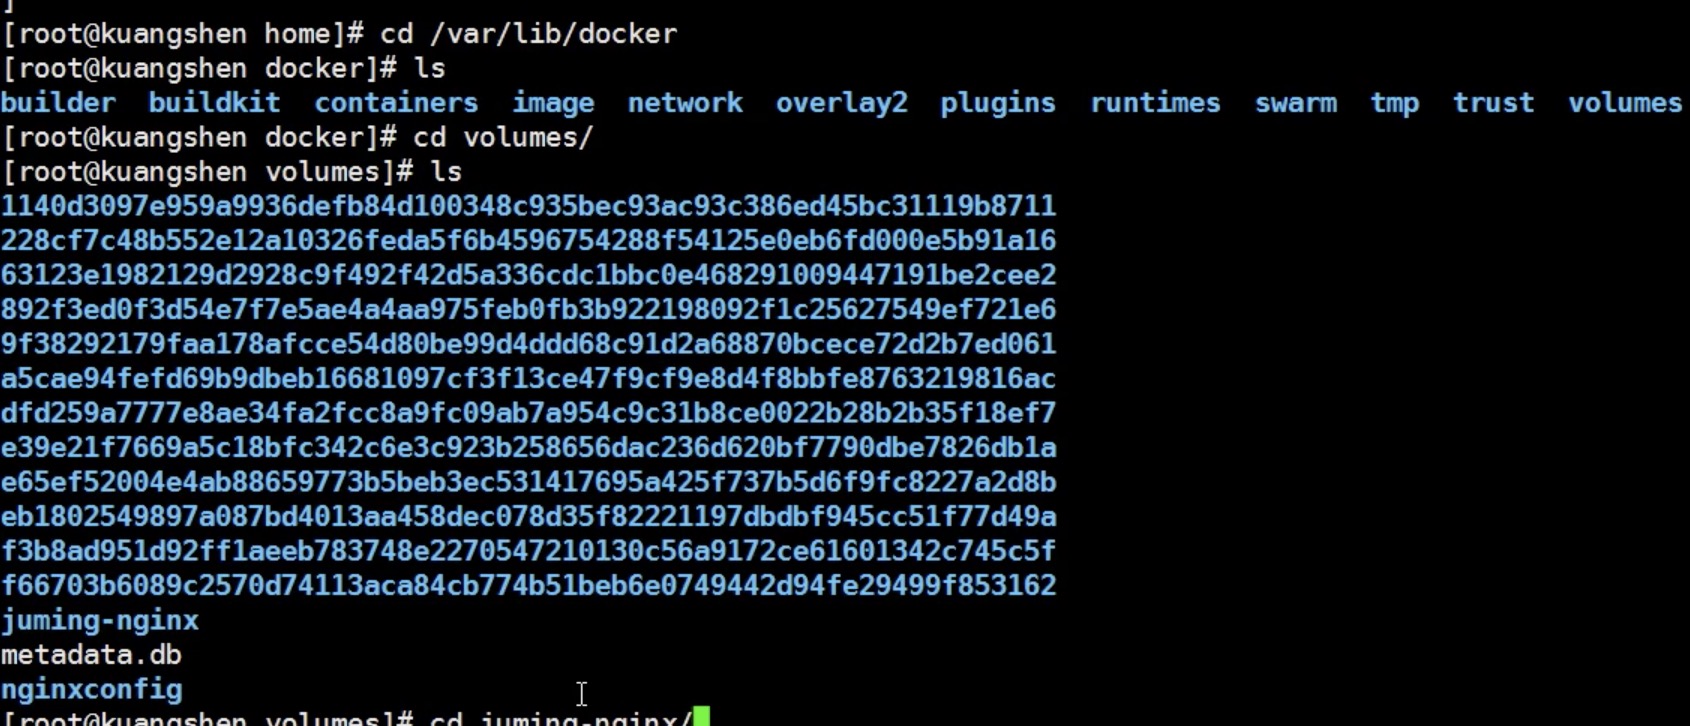 ]
[root@kuangshen home]# cd /var/lib/docker
[root@kuangshen docker]# ls
builder  buildkit  containers  image  network  overlay2  plugins  runtimes  swarm  tmp  trust  volumes
[root@kuangshen docker]# cd volumes/
[root@kuangshen volumes]# ls
1140d3097e959a9936defb84d100348c935bec93ac93c386ed45bc31119b8711
228cf7c48b552e12a10326feda5f6b4596754288f54125e0eb6fd000e5b91a16
63123e1982129d2928c9f492f42d5a336cdc1bbc0e468291009447191be2cee2
892f3ed0f3d54e7f7e5ae4a4aa975feb0fb3b922198092f1c25627549ef721e6
9f38292179faa178afcce54d80be99d4ddd68c91d2a68870bcece72d2b7ed061
a5cae94fefd69b9dbeb16681097cf3f13ce47f9cf9e8d4f8bbfe8763219816ac
dfd259a7777e8ae34fa2fcc8a9fc09ab7a954c9c31b8ce0022b28b2b35f18ef7
e39e21f7669a5c18bfc342c6e3c923b258656dac236d620bf7790dbe7826db1a
e65ef52004e4ab88659773b5beb3ec531417695a425f737b5d6f9fc8227a2d8b
eb1802549897a087bd4013aa458dec078d35f82221197dbdbf945cc51f77d49a
f3b8ad951d92ff1aeeb783748e2270547210130c56a9172ce61601342c745c5f
f66703b6089c2570d74113aca84cb774b51beb6e0749442d94fe29499f853162
juming-nginx
metadata.db
nginxconfig
[root@kuangshen volumes]# cd juming-nginx/